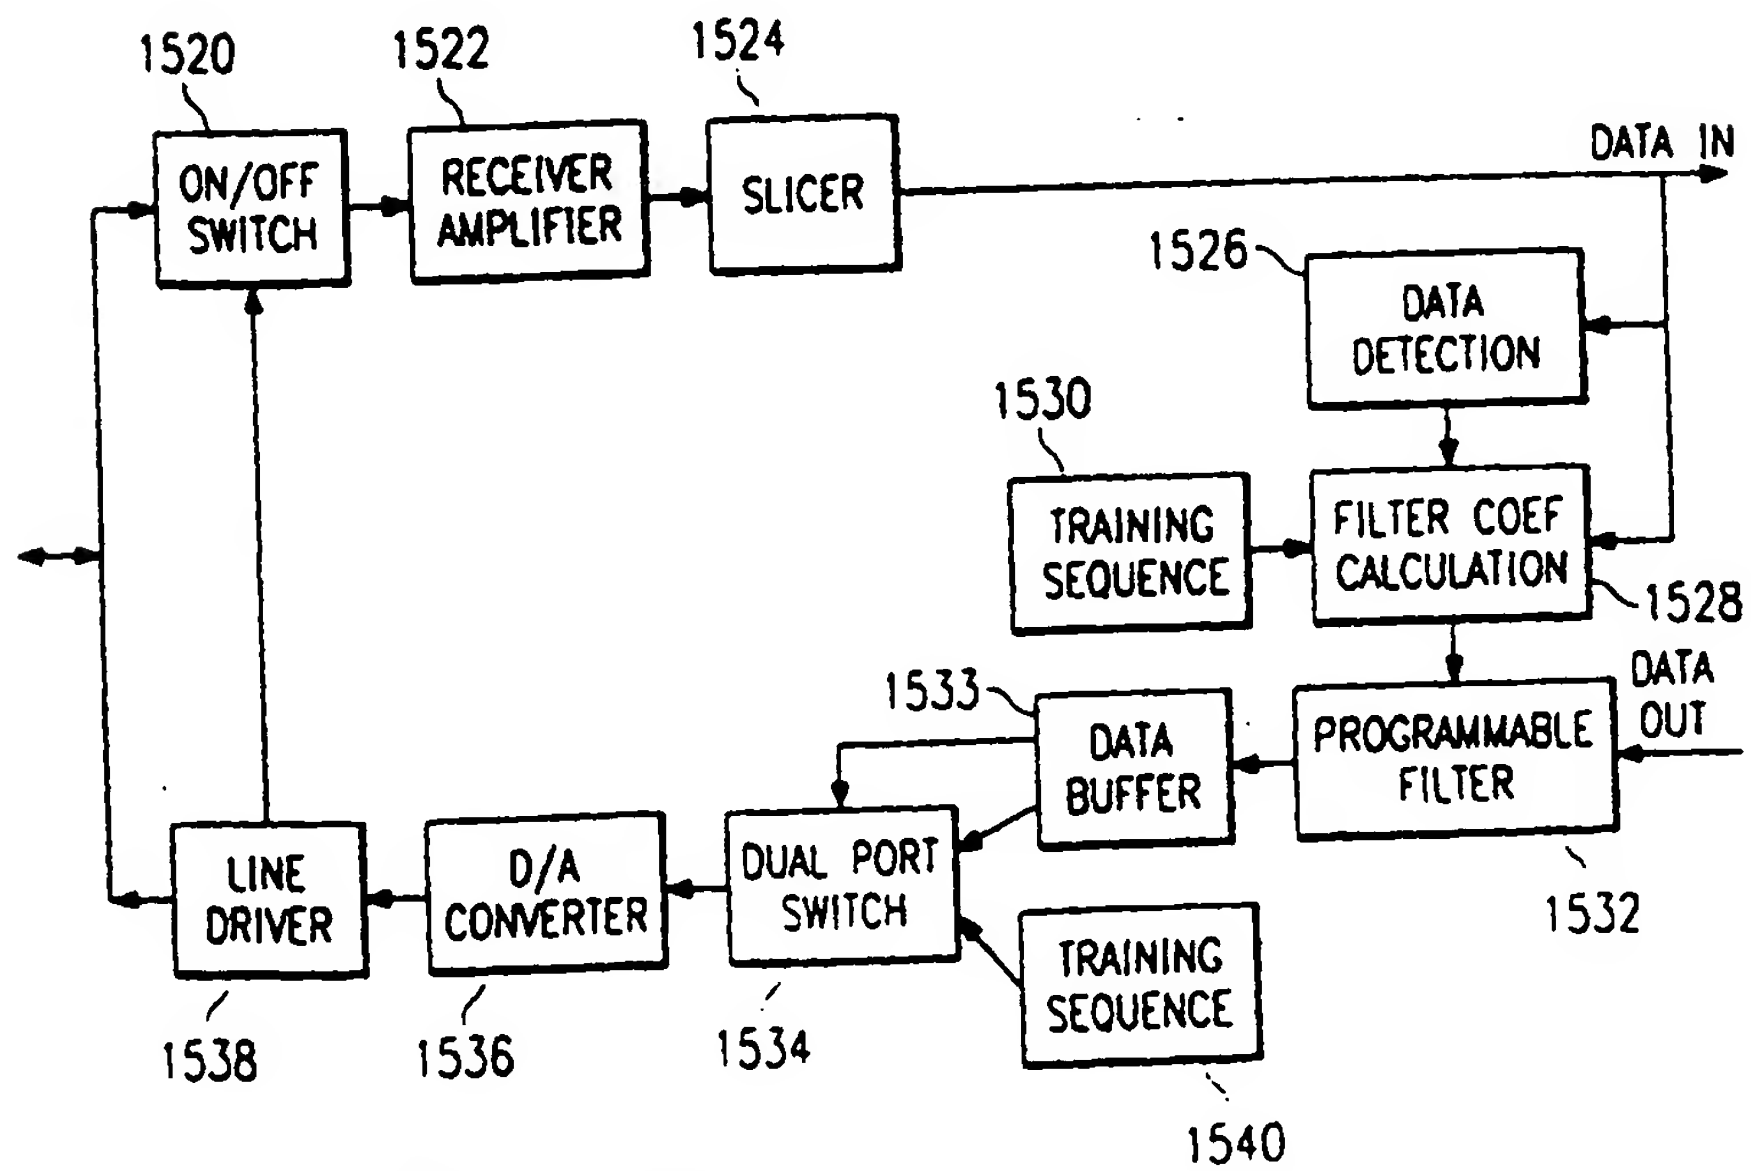 1520
1522
1524
ON/OFF
SWITCH
RECEIVER
AMPLIFIER
SLICER
DATA IN
1526
DATA
DETECTION
1530
TRAINING
SEQUENCE
FILTER COEF
CALCULATION
1528
1533
DATA
BUFFER
PROGRAMMABLE
FILTER
DATA
OUT
1532
LINE
DRIVER
D/A
CONVERTER
DUAL PORT
SWITCH
TRAINING
SEQUENCE
1538
1536
1534
1540